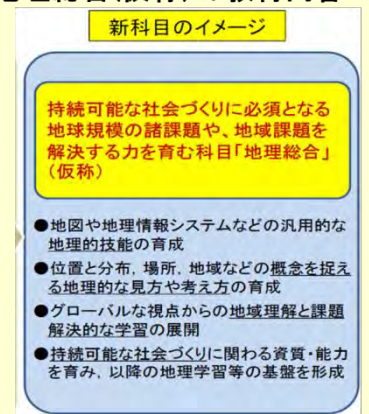 新科目のイメージ
持続可能な社会づくりに必須となる
地球規模の諸課題や、地域課題を
解決する力を育む科目「地理総合」
（仮称）
●地図や地理情報システムなどの汎用的な
地理的技能の育成
●位置と分布，場所，地域などの概念を捉え
る地理的な見方や考え方の育成
●グローバルな視点からの地域理解と課題
解決的な学習の展開
●持続可能な社会づくりに関わる資質・能力
を育み，以降の地理学習等の基盤を形成